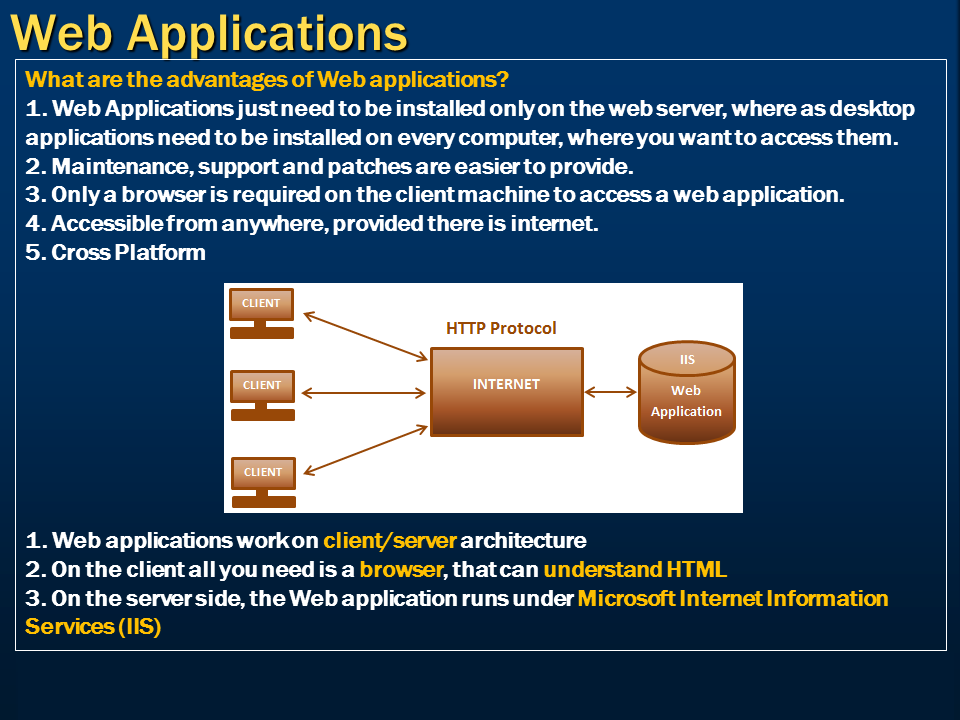 Web Applications
What are the advantages of Web applications?
1. Web Applications just need to be installed only on the web server, where as desktop
applications need to be installed on every computer, where you want to access them.
2. Maintenance, support and patches are easier to provide.
3. Only a browser is required on the client machine to access a web application.
4. Accessible from anywhere, provided there is internet.
5. Cross Platform
CLIENT
HTTP Protocol
IIS
CLIENT
INTERNET
Web
Application
CLIENT
1. Web applications work on client/server architecture
2. On the client all you need is a browser, that can understand HTML
3. On the server side, the Web application runs under Microsoft Internet Information
Services (IIS)